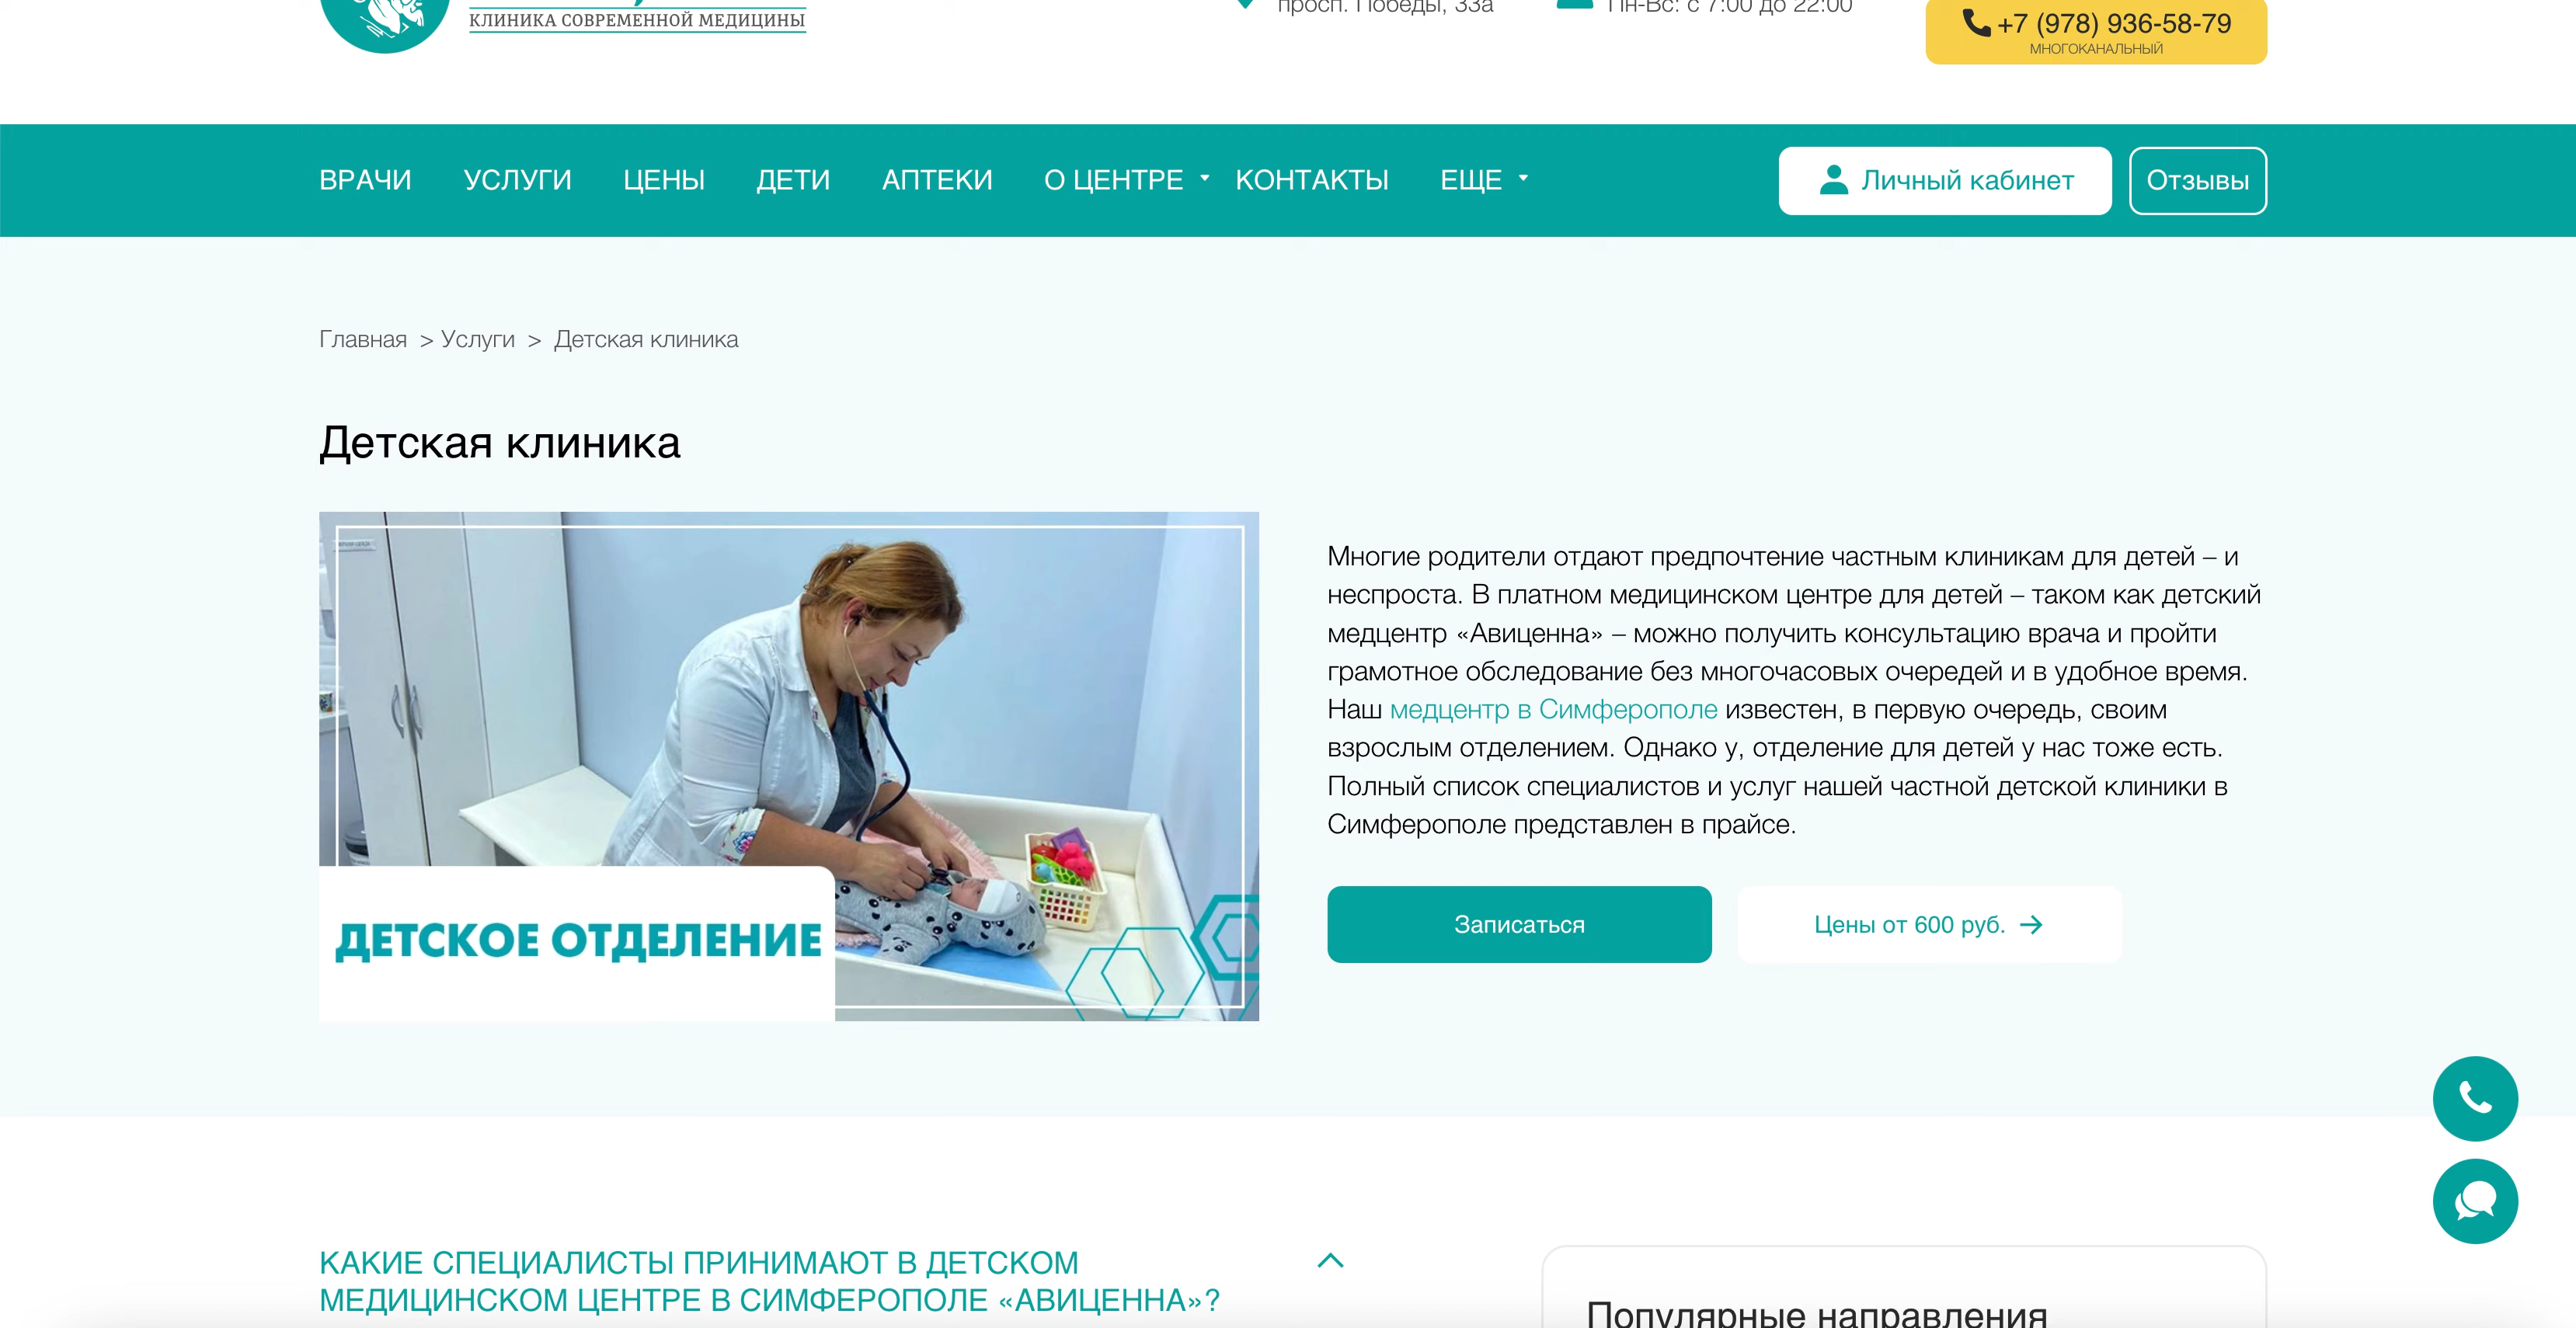 КЛИНИКА СОВРЕМЕННОЙ МЕДИЦИНЫ
просп. Победы, 33а
Пн-Вс: с 7:00 до 22:00
+7 (978) 936-58-79
МНОГОКАНАЛЬНЫЙ
ВРАЧИ УСЛУГИ ЦЕНЫ ДЕТИ АПТЕКИ О ЦЕНТРЕ КОНТАКТЫ ЕЩЕ Личный кабинет Отзывы
Главная > Услуги > Детская клиника
Детская клиника
ДЕТСКОЕ ОТДЕЛЕНИЕ
Многие родители отдают предпочтение частным клиникам для детей – и
неспроста. В платном медицинском центре для детей – таком как детский
медцентр «Авиценна» – можно получить консультацию врача и пройти
грамотное обследование без многочасовых очередей и в удобное время.
Наш медцентр в Симферополе известен, в первую очередь, своим
взрослым отделением. Однако у, отделение для детей у нас тоже есть.
Полный список специалистов и услуг нашей частной детской клиники в
Симферополе представлен в прайсе.
Записаться
Цены от 600 руб. →
КАКИЕ СПЕЦИАЛИСТЫ ПРИНИМАЮТ В ДЕТСКОМ
МЕДИЦИНСКОМ ЦЕНТРЕ В СИМФЕРОПОЛЕ «АВИЦЕННА»?
Популярные направления